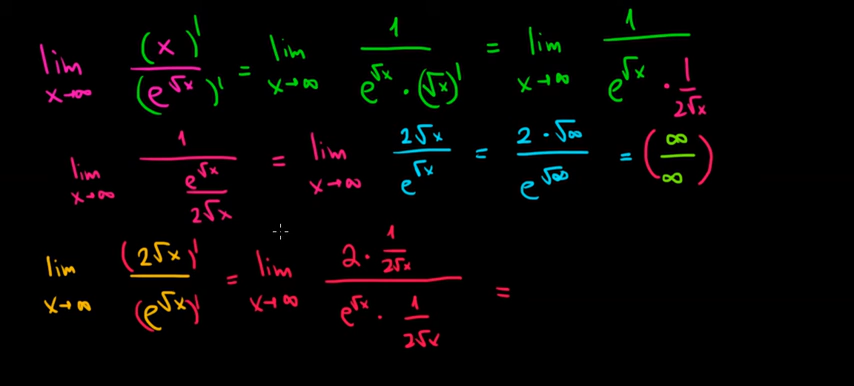 lim x→∞ (x)' / (e^√x)' = lim x→∞ 1 / (e^√x · (√x)') = lim x→∞ 1 / (e^√x · 1/(2√x))
lim x→∞ 1 / (e^√x / (2√x)) = lim x→∞ 2√x / e^√x = 2 · √∞ / e^√∞ = (∞/∞)
lim x→∞ (2√x)' / (e^√x)' = lim x→∞ (2 · 1/(2√x)) / (e^√x · 1/(2√x)) =